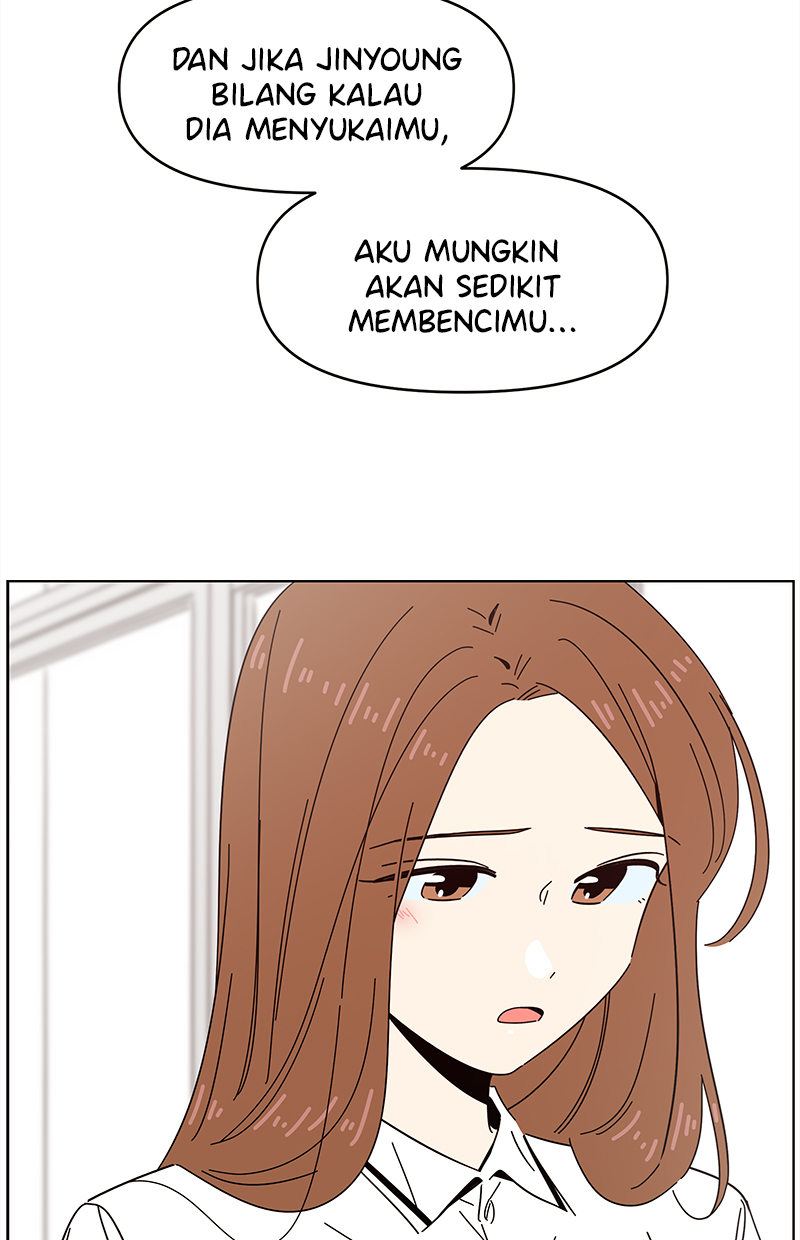 DAN JIKA JINYOUNG
BILANG KALAU
DIA MENYUKAIMU,
AKU MUNGKIN
AKAN SEDIKIT
MEMBENCIMU...